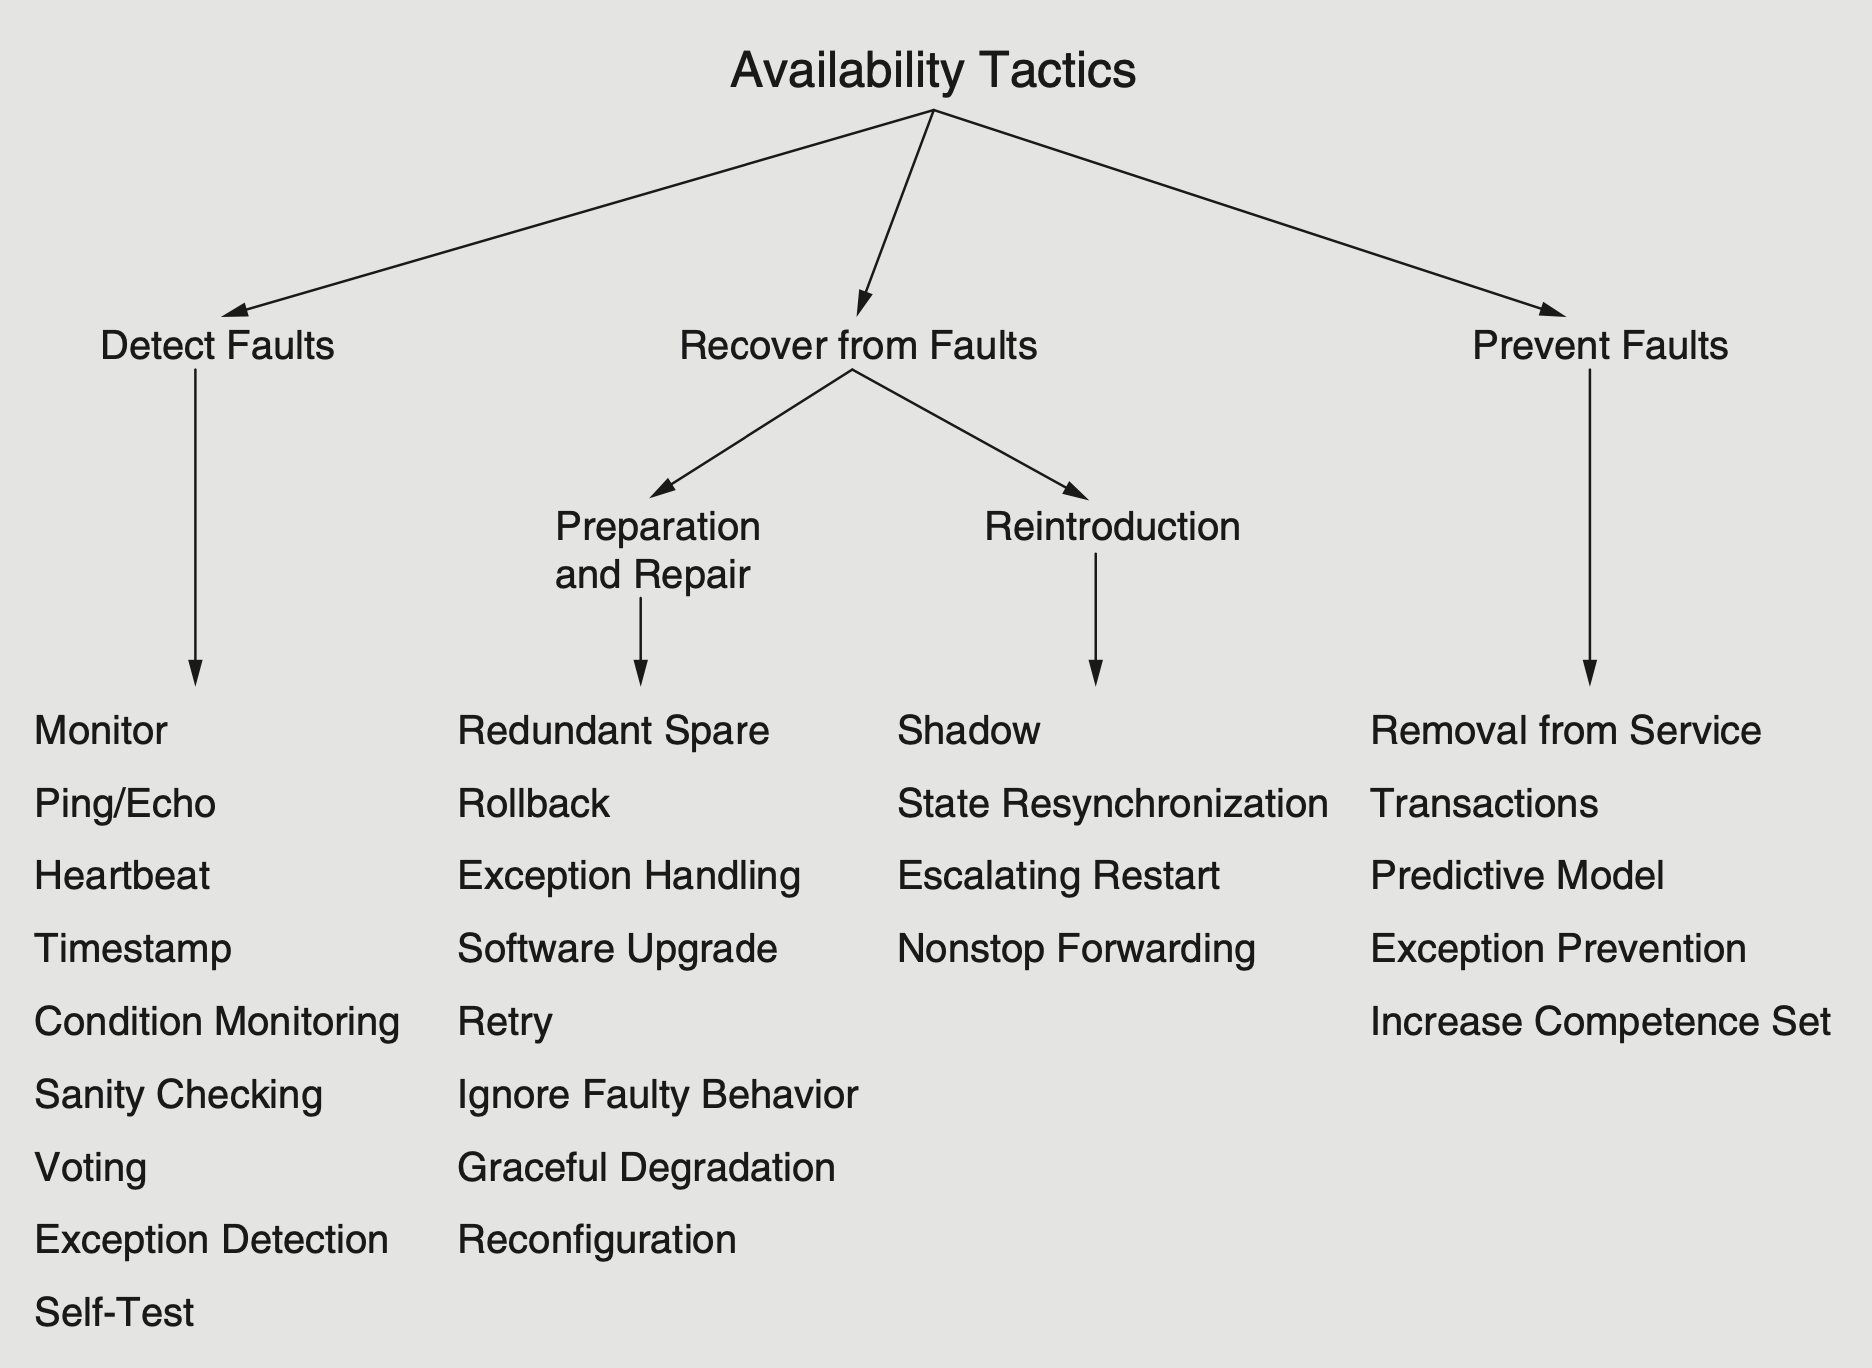 Availability Tactics
Detect Faults
Recover from Faults
Prevent Faults
Preparation
and Repair
Reintroduction
Monitor
Ping/Echo
Heartbeat
Timestamp
Condition Monitoring
Sanity Checking
Voting
Exception Detection
Self-Test
Redundant Spare
Rollback
Exception Handling
Software Upgrade
Retry
Ignore Faulty Behavior
Graceful Degradation
Reconfiguration
Shadow
State Resynchronization
Escalating Restart
Nonstop Forwarding
Removal from Service
Transactions
Predictive Model
Exception Prevention
Increase Competence Set